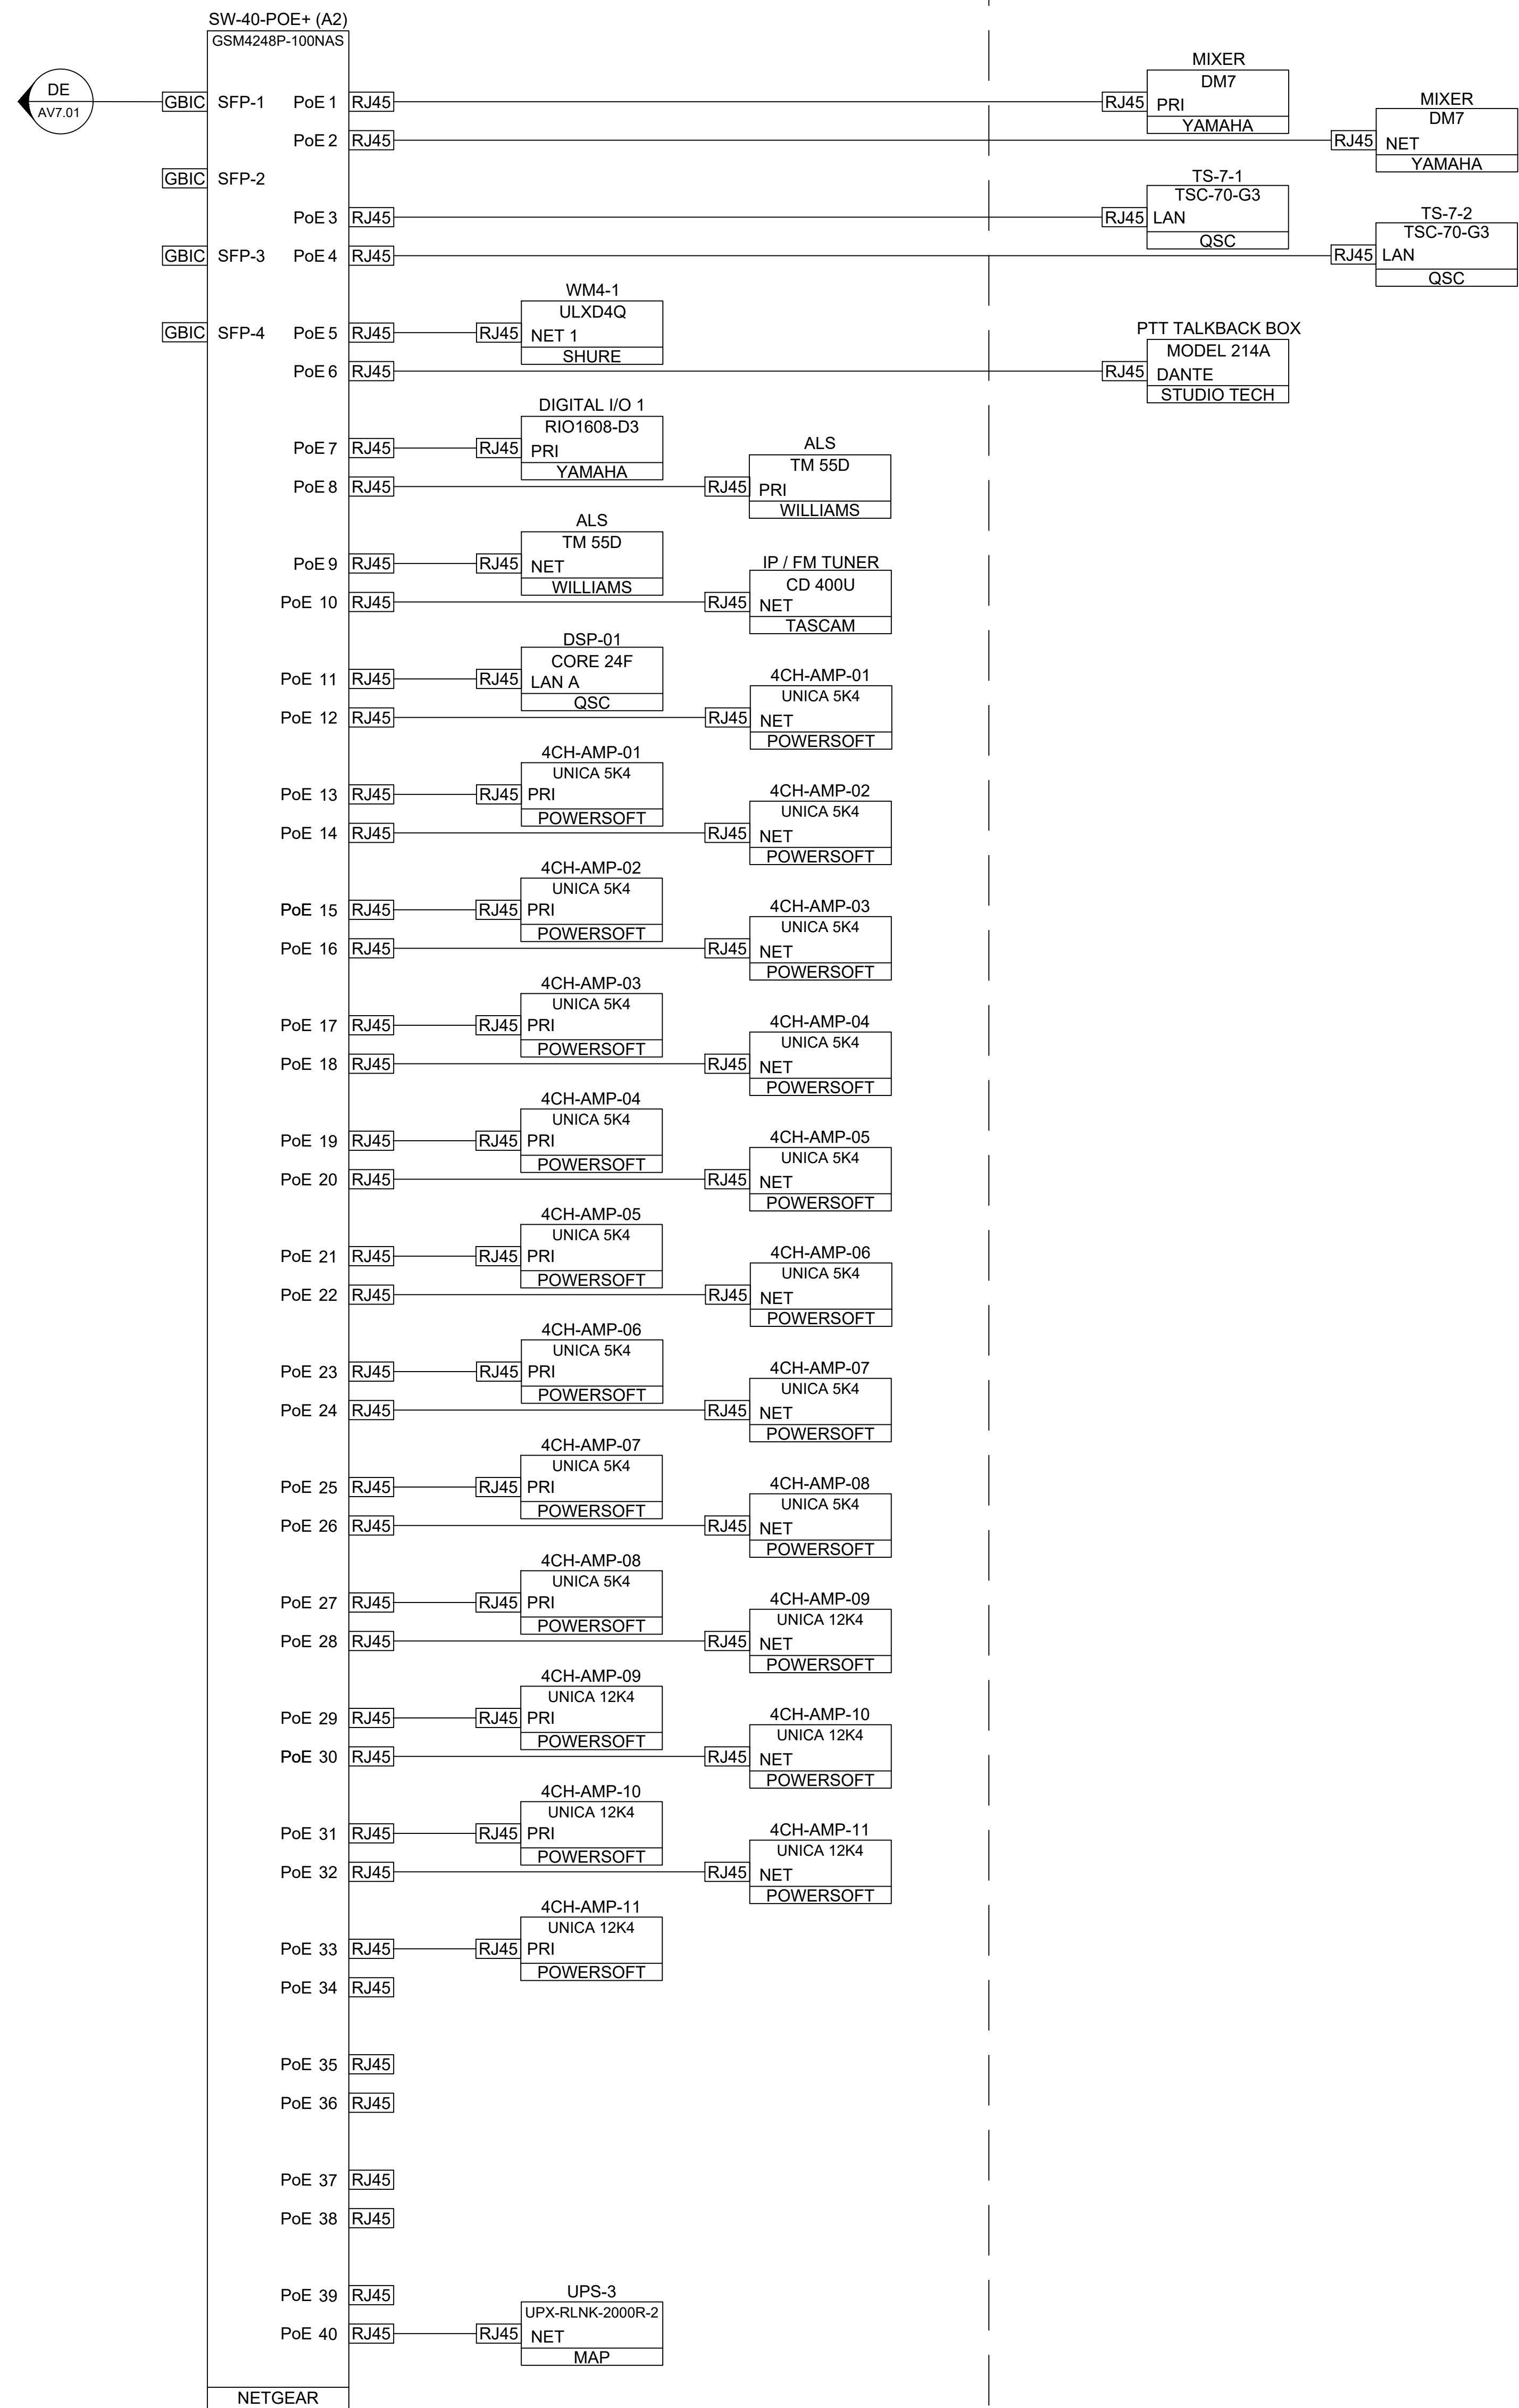 SW-40-POE+ (A2)
GSM4248P-100NAS
DE
AV7.01
GBIC SFP-1 PoE 1 RJ45
RJ45
MIXER
DM7
PRI
YAMAHA
PoE 2 RJ45
RJ45
MIXER
DM7
NET
YAMAHA
GBIC SFP-2
PoE 3 RJ45
RJ45
TS-7-1
TSC-70-G3
LAN
QSC
GBIC SFP-3 PoE 4 RJ45
RJ45
TS-7-2
TSC-70-G3
LAN
QSC
GBIC SFP-4 PoE 5 RJ45
RJ45
WM4-1
ULXD4Q
NET 1
SHURE
PoE 6 RJ45
RJ45
PTT TALKBACK BOX
MODEL 214A
DANTE
STUDIO TECH
PoE 7 RJ45
RJ45
DIGITAL I/O 1
RIO1608-D3
PRI
YAMAHA
PoE 8 RJ45
RJ45
ALS
TM 55D
PRI
WILLIAMS
PoE 9 RJ45
RJ45
ALS
TM 55D
NET
WILLIAMS
PoE 10 RJ45
RJ45
IP / FM TUNER
CD 400U
NET
TASCAM
PoE 11 RJ45
RJ45
DSP-01
CORE 24F
LAN A
QSC
PoE 12 RJ45
RJ45
4CH-AMP-01
UNICA 5K4
NET
POWERSOFT
PoE 13 RJ45
RJ45
4CH-AMP-01
UNICA 5K4
PRI
POWERSOFT
PoE 14 RJ45
RJ45
4CH-AMP-02
UNICA 5K4
NET
POWERSOFT
PoE 15 RJ45
RJ45
4CH-AMP-02
UNICA 5K4
PRI
POWERSOFT
PoE 16 RJ45
RJ45
4CH-AMP-03
UNICA 5K4
NET
POWERSOFT
PoE 17 RJ45
RJ45
4CH-AMP-03
UNICA 5K4
PRI
POWERSOFT
PoE 18 RJ45
RJ45
4CH-AMP-04
UNICA 5K4
NET
POWERSOFT
PoE 19 RJ45
RJ45
4CH-AMP-04
UNICA 5K4
PRI
POWERSOFT
PoE 20 RJ45
RJ45
4CH-AMP-05
UNICA 5K4
NET
POWERSOFT
PoE 21 RJ45
RJ45
4CH-AMP-05
UNICA 5K4
PRI
POWERSOFT
PoE 22 RJ45
RJ45
4CH-AMP-06
UNICA 5K4
NET
POWERSOFT
PoE 23 RJ45
RJ45
4CH-AMP-06
UNICA 5K4
PRI
POWERSOFT
PoE 24 RJ45
RJ45
4CH-AMP-07
UNICA 5K4
NET
POWERSOFT
PoE 25 RJ45
RJ45
4CH-AMP-07
UNICA 5K4
PRI
POWERSOFT
PoE 26 RJ45
RJ45
4CH-AMP-08
UNICA 5K4
NET
POWERSOFT
PoE 27 RJ45
RJ45
4CH-AMP-08
UNICA 5K4
PRI
POWERSOFT
PoE 28 RJ45
RJ45
4CH-AMP-09
UNICA 12K4
NET
POWERSOFT
PoE 29 RJ45
RJ45
4CH-AMP-09
UNICA 12K4
PRI
POWERSOFT
PoE 30 RJ45
RJ45
4CH-AMP-10
UNICA 12K4
NET
POWERSOFT
PoE 31 RJ45
RJ45
4CH-AMP-10
UNICA 12K4
PRI
POWERSOFT
PoE 32 RJ45
RJ45
4CH-AMP-11
UNICA 12K4
NET
POWERSOFT
PoE 33 RJ45
RJ45
4CH-AMP-11
UNICA 12K4
PRI
POWERSOFT
PoE 34 RJ45
PoE 35 RJ45
PoE 36 RJ45
PoE 37 RJ45
PoE 38 RJ45
PoE 39 RJ45
PoE 40 RJ45
RJ45
UPS-3
UPX-RLNK-2000R-2
NET
MAP
NETGEAR